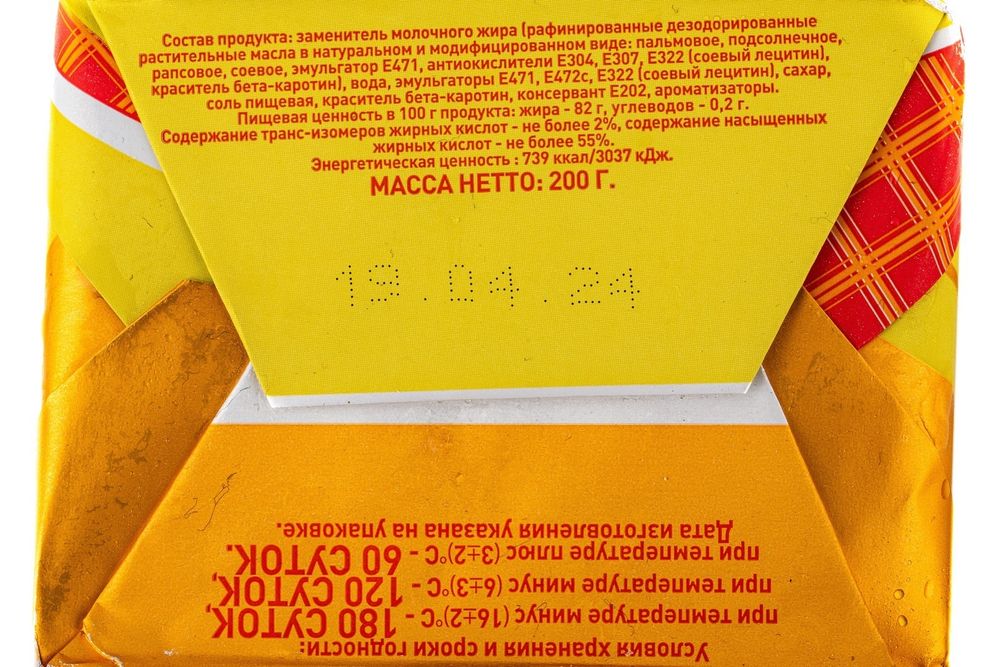 Состав продукта: заменитель молочного жира (рафинированные дезодорированные
растительные масла в натуральном и модифицированном виде: пальмовое, подсолнечное,
рапсовое, соевое, эмульгатор Е471, антиокислители Е304, Е307, Е322 (соевый лецитин),
краситель бета-каротин), вода, эмульгаторы Е471, Е472с, Е322 (соевый лецитин), сахар,
соль пищевая, краситель бета-каротин, консервант Е202, ароматизаторы.
Пищевая ценность в 100 г продукта: жира - 82 г, углеводов - 0,2 г.
Содержание транс-изомеров жирных кислот - не более 2%, содержание насыщенных
жирных кислот - не более 55%.
Энергетическая ценность : 739 ккал/3037 кДж.
МАССА НЕТТО: 200 Г.
19.04.24
Условия хранения и сроки годности:
при температуре минус (16±2)°С - 180 СУТОК,
при температуре минус (6±3)°С - 120 СУТОК,
при температуре плюс (3±2)°С - 60 СУТОК.
Дата изготовления указана на упаковке.